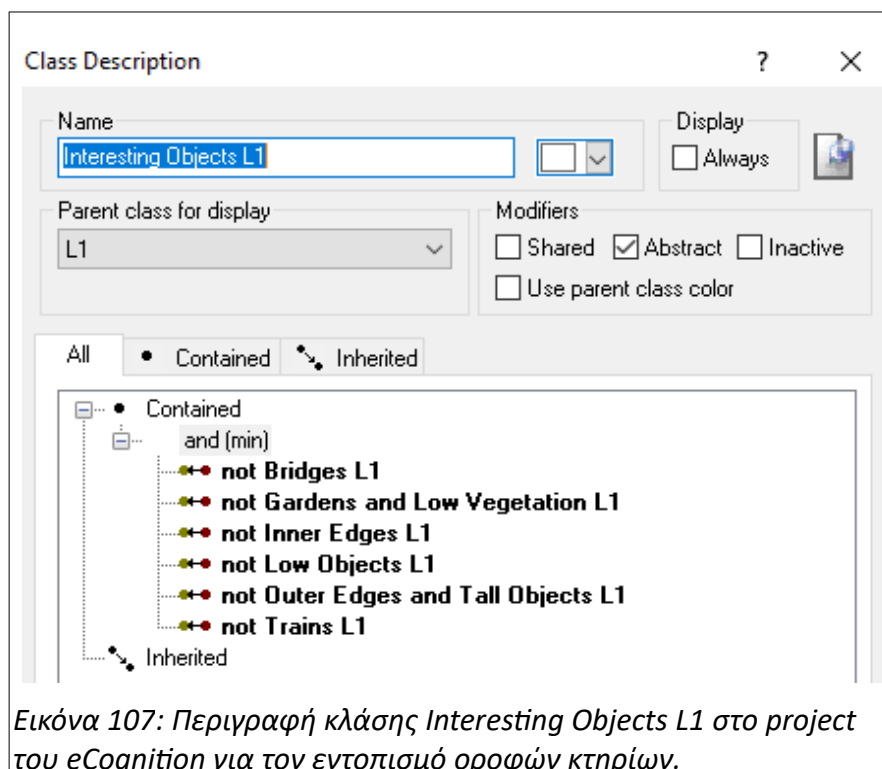 Class Description ?
Name
Display
Interesting Objects L1
Always
Parent class for display
Modifiers
L1
Shared Abstract Inactive
Use parent class color
All Contained Inherited
Contained
and (min)
not Bridges L1
not Gardens and Low Vegetation L1
not Inner Edges L1
not Low Objects L1
not Outer Edges and Tall Objects L1
not Trains L1
Inherited
Εικόνα 107: Περιγραφή κλάσης Interesting Objects L1 στο project
του eCognition για τον εντοπισμό οροφών κτηρίων.